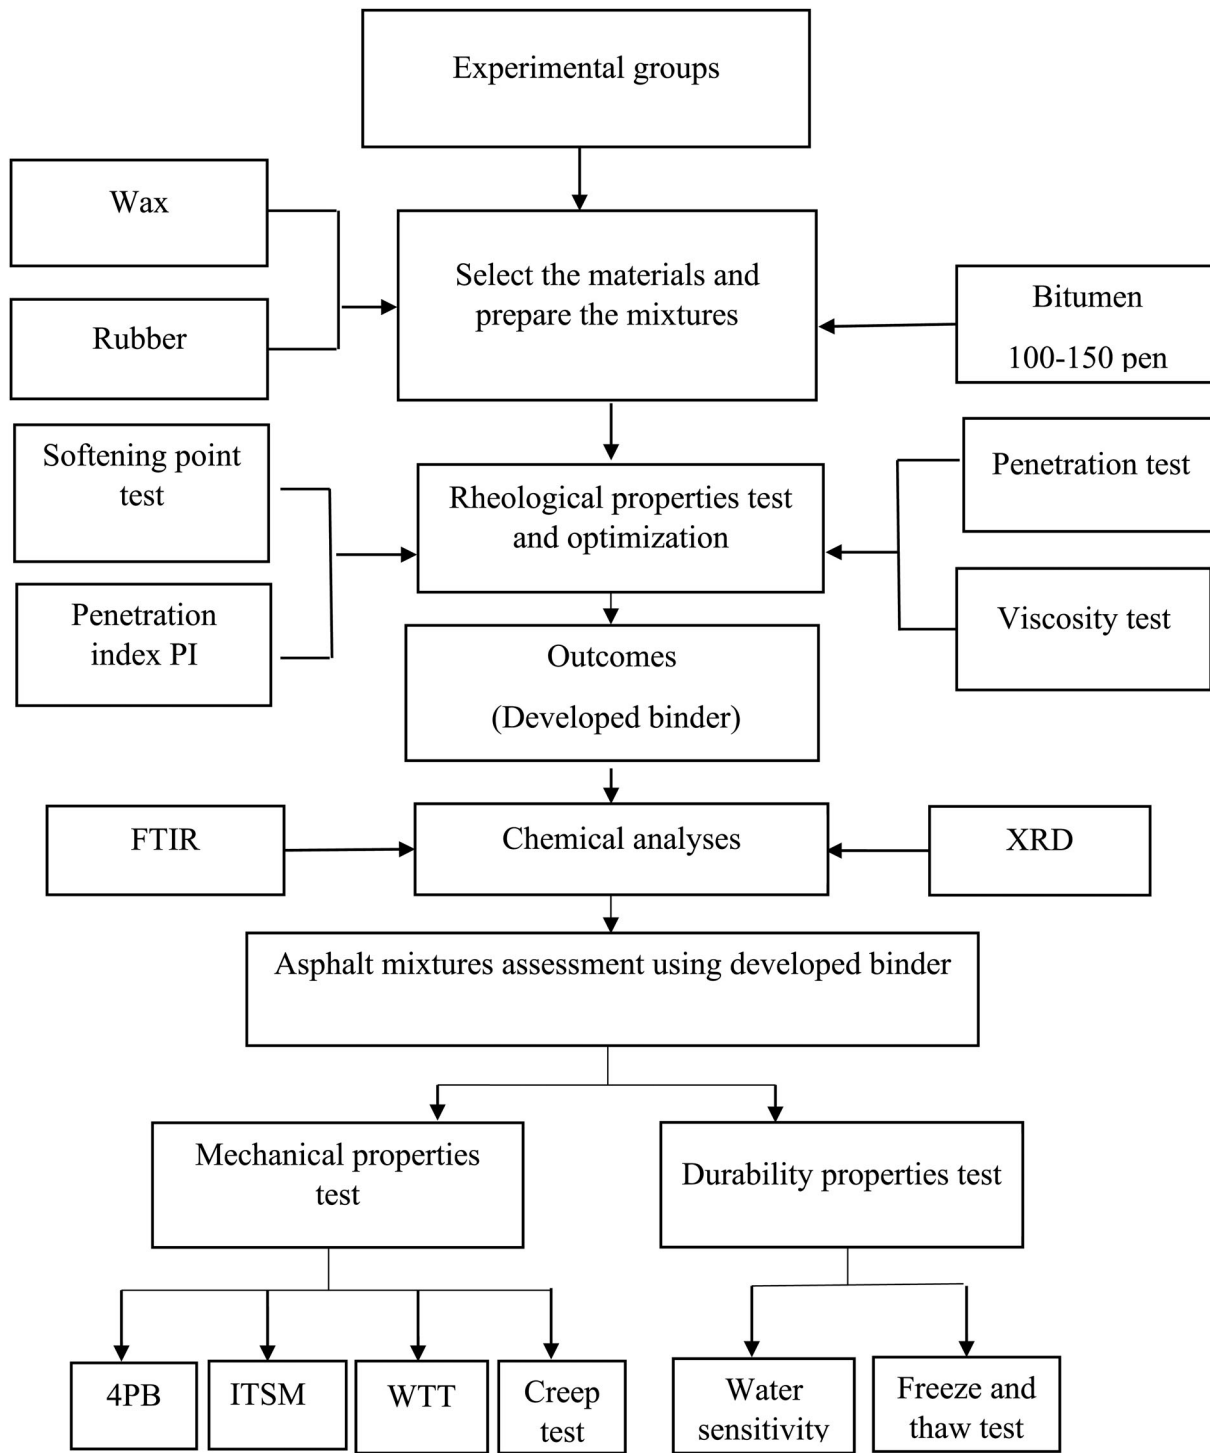 Experimental groups
Wax
Select the materials and
prepare the mixtures
Bitumen
100-150 pen
Rubber
Softening point
test
Penetration test
Rheological properties test
and optimization
Penetration
index PI
Viscosity test
Outcomes
(Developed binder)
FTIR
Chemical analyses
XRD
Asphalt mixtures assessment using developed binder
Mechanical properties
test
Durability properties test
4PB
ITSM
WTT
Creep
test
Water
sensitivity
Freeze and
thaw test